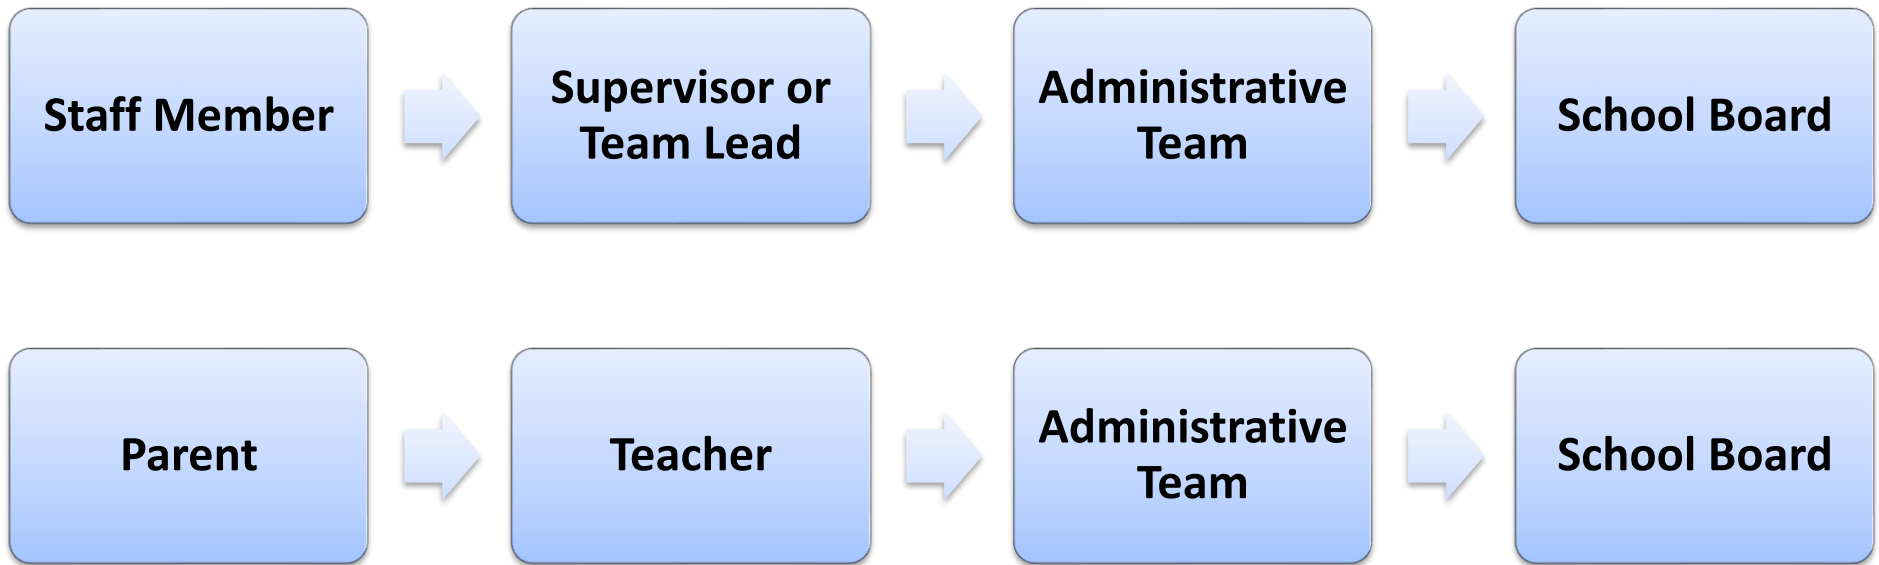 Staff Member
Supervisor or
Team Lead
Administrative
Team
School Board
Parent
Teacher
Administrative
Team
School Board